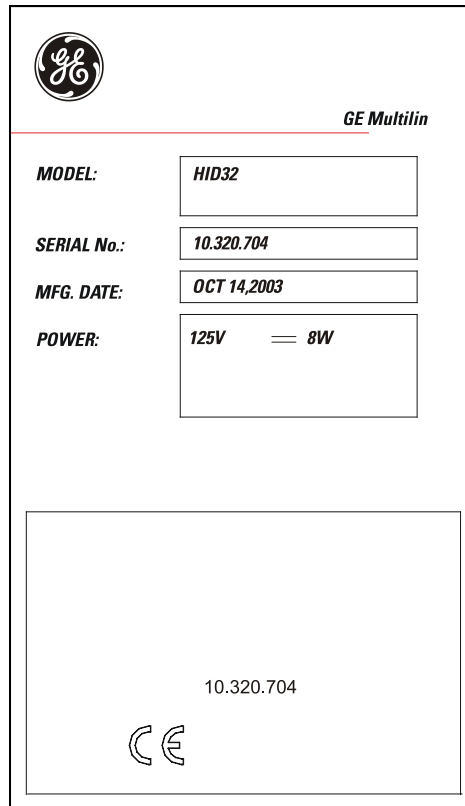 GE
GE Multilin
MODEL: HID32
SERIAL No.: 10.320.704
MFG. DATE: OCT 14,2003
POWER: 125V ⎓ 8W
10.320.704
CE